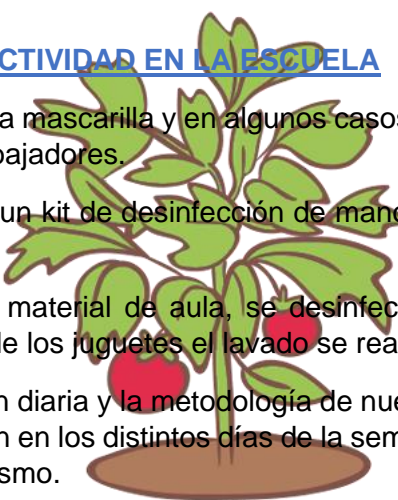 CTIVIDAD EN LA ESCUELA
a mascarilla y en algunos casos
bajadores.
un kit de desinfección de mane
material de aula, se desinfec
de los juguetes el lavado se rea
n diaria y la metodología de nue
n en los distintos días de la sem
smo.